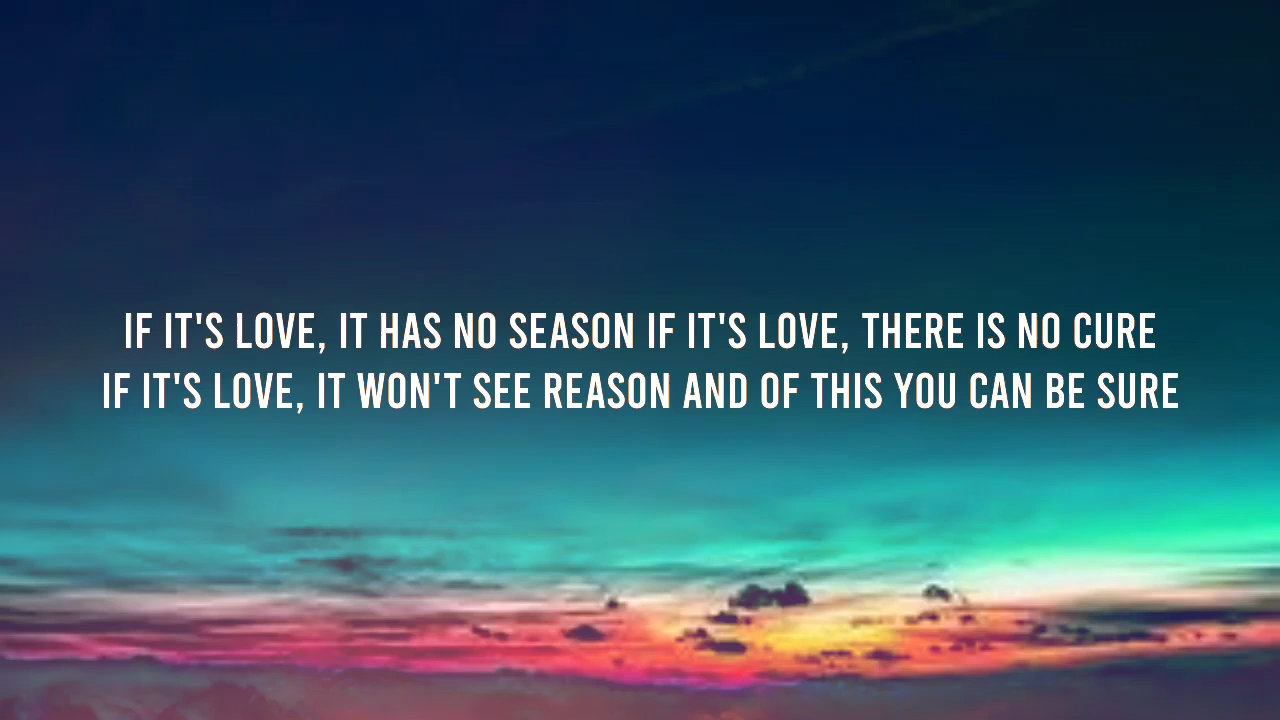 IF IT'S LOVE, IT HAS NO SEASON IF IT'S LOVE, THERE IS NO CURE
IF IT'S LOVE, IT WON'T SEE REASON AND OF THIS YOU CAN BE SURE